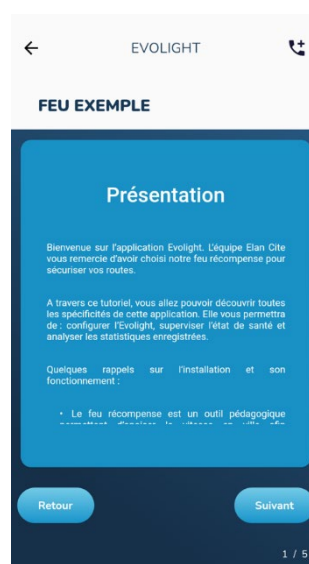 EVOLIGHT
FEU EXEMPLE
Présentation
Bienvenue sur l'application Evolight. L'équipe Elan Cite
vous remercie d'avoir choisi notre feu récompense pour
sécuriser vos routes.
A travers ce tutoriel, vous allez pouvoir découvrir toutes
les spécificités de cette application. Elle vous permettra
de : configurer l'Evolight, superviser l'état de santé et
analyser les statistiques enregistrées.
Quelques rappels sur l'installation et son
fonctionnement :
• Le feu récompense est un outil pédagogique
Retour
Suivant
1 / 5